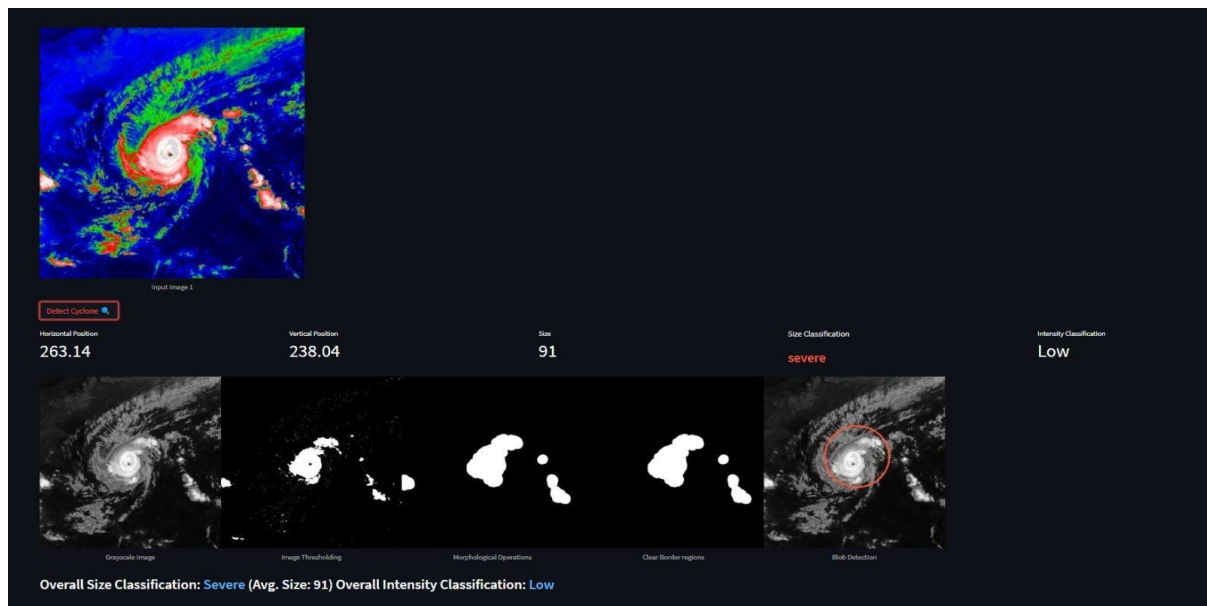 Input Image 1
Detect Cyclone
Horizontal Position Vertical Position Size Size Classification Intensity Classification
263.14 238.04 91 severe Low
Grayscale Image Image Thresholding Morphological Operations Clear Border regions Blob Detection
Overall Size Classification: Severe (Avg. Size: 91) Overall Intensity Classification: Low